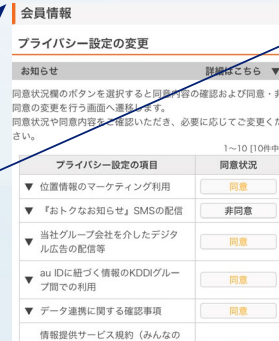 会員情報
プライバシー設定の変更
お知らせ 詳細はこちら ▼
同意状況欄のボタンを選択すると同意内容の確認および同意・非
同意の変更を行う画面へ遷移します。
同意状況や同意内容をご確認いただき、必要に応じてご変更くだ
さい。
1~10 [10件中
プライバシー設定の項目 同意状況
▼ 位置情報のマーケティング利用 同意
▼ 『おトクなお知らせ』SMSの配信 非同意
▼ 当社グループ会社を介したデジタ
ル広告の配信等 同意
▼ au IDに紐づく情報のKDDIグルー
プ間での利用 同意
▼ データ連携に関する確認事項 同意
情報提供サービス規約（みんなの